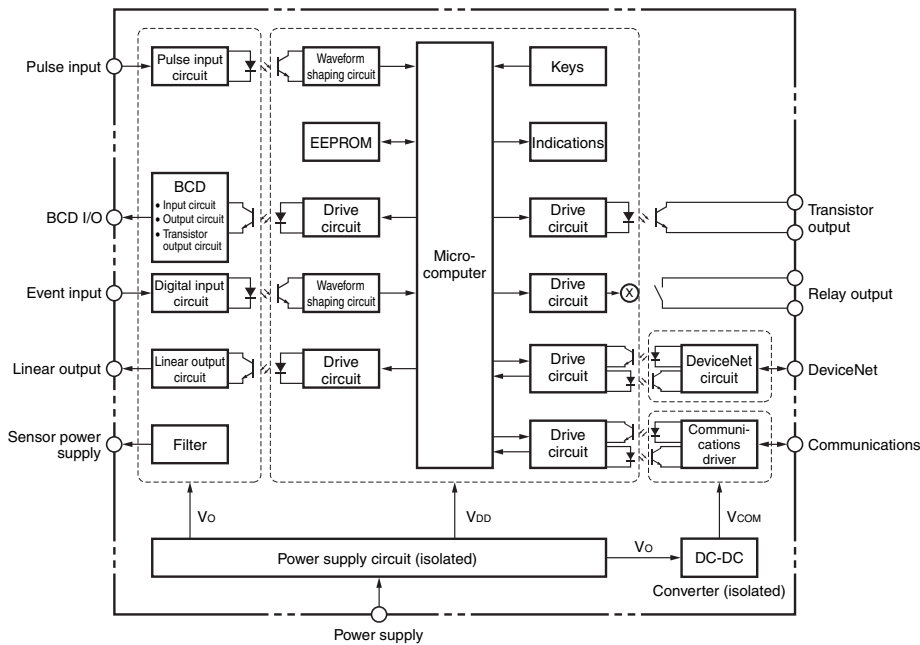 Pulse input
Pulse input
circuit
Waveform
shaping circuit
Keys
EEPROM
Indications
BCD I/O
BCD
• Input circuit
• Output circuit
• Transistor
output circuit
Drive
circuit
Micro-
computer
Drive
circuit
Transistor
output
Event input
Digital input
circuit
Waveform
shaping circuit
Drive
circuit
X
Relay output
Linear output
Linear output
circuit
Drive
circuit
Drive
circuit
DeviceNet
circuit
DeviceNet
Sensor power
supply
Filter
Drive
circuit
Communi-
cations
driver
Communications
VO
VDD
VCOM
Power supply circuit (isolated)
VO
DC-DC
Converter (isolated)
Power supply